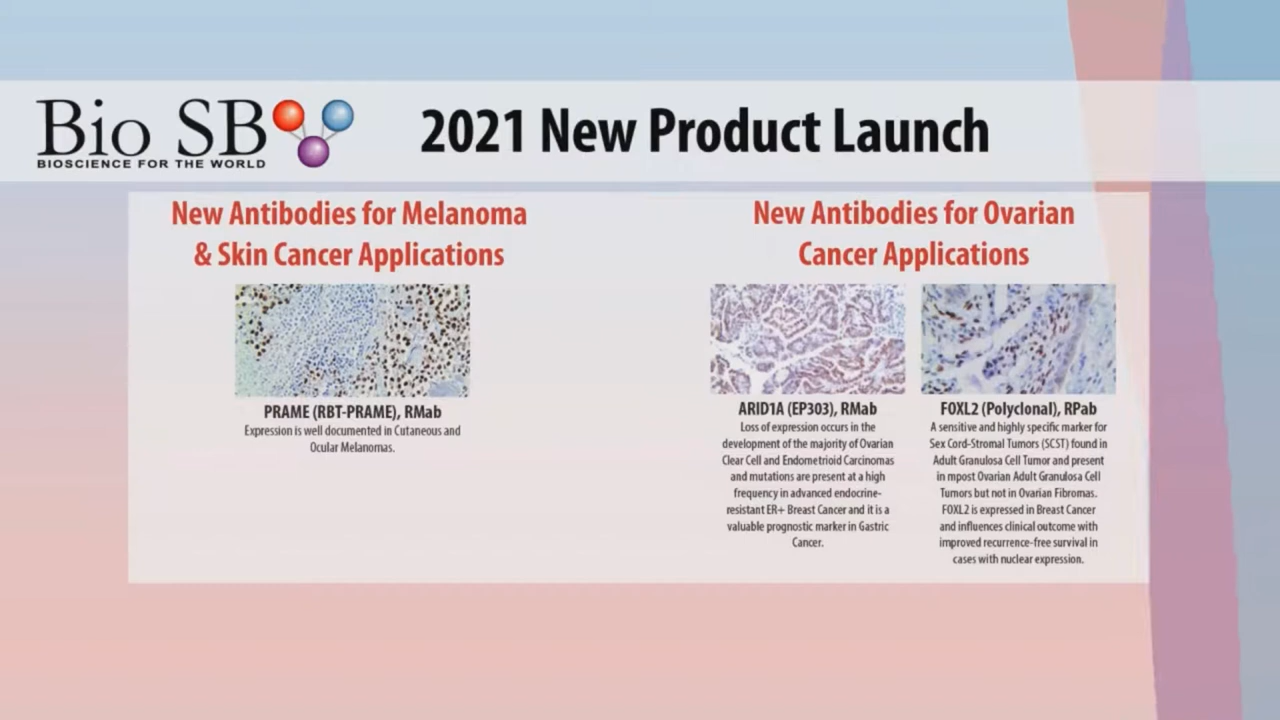 Bio SB
BIOSCIENCE FOR THE WORLD
2021 New Product Launch
New Antibodies for Melanoma
& Skin Cancer Applications
PRAME (RBT-PRAME), RMab
Expression is well documented in Cutaneous and
Ocular Melanomas.
New Antibodies for Ovarian
Cancer Applications
ARID1A (EP303), RMab
Loss of expression occurs in the
development of the majority of Ovarian
Clear Cell and Endometrioid Carcinomas
and mutations are present at a high
frequency in advanced endocrine-
resistant ER+ Breast Cancer and it is a
valuable prognostic marker in Gastric
Cancer.
FOXL2 (Polyclonal), RPab
A sensitive and highly specific marker for
Sex Cord-Stromal Tumors (SCST) found in
Adult Granulosa Cell Tumor and present
in mpost Ovarian Adult Granulosa Cell
Tumors but not in Ovarian Fibromas.
FOXL2 is expressed in Breast Cancer
and influences clinical outcome with
improved recurrence-free survival in
cases with nuclear expression.